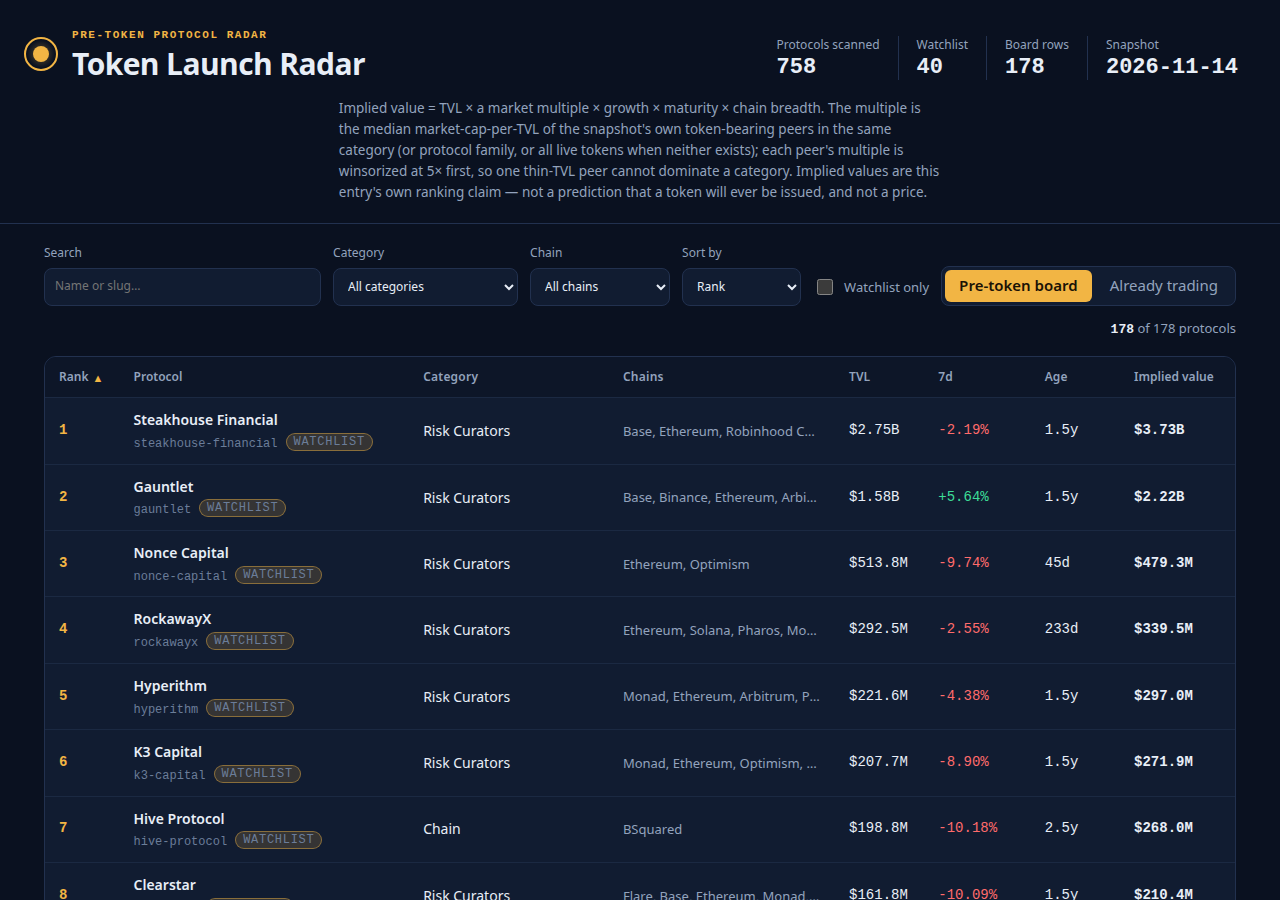 PRE-TOKEN PROTOCOL RADAR
Token Launch Radar
Protocols scanned
758
Watchlist
40
Board rows
178
Snapshot
2026-11-14
Implied value = TVL × a market multiple × growth × maturity × chain breadth. The multiple is
the median market-cap-per-TVL of the snapshot's own token-bearing peers in the same
category (or protocol family, or all live tokens when neither exists); each peer's multiple is
winsorized at 5× first, so one thin-TVL peer cannot dominate a category. Implied values are this
entry's own ranking claim — not a prediction that a token will ever be issued, and not a price.
Search
Category
Chain
Sort by
Name or slug...
All categories
All chains
Rank
Watchlist only
Pre-token board
Already trading
178 of 178 protocols
Rank ▲ Protocol Category Chains TVL 7d Age Implied value
1 Steakhouse Financial Risk Curators Base, Ethereum, Robinhood C... $2.75B -2.19% 1.5y $3.73B
steakhouse-financial WATCHLIST
2 Gauntlet Risk Curators Base, Binance, Ethereum, Arbi... $1.58B +5.64% 1.5y $2.22B
gauntlet WATCHLIST
3 Nonce Capital Risk Curators Ethereum, Optimism $513.8M -9.74% 45d $479.3M
nonce-capital WATCHLIST
4 RockawayX Risk Curators Ethereum, Solana, Pharos, Mo... $292.5M -2.55% 233d $339.5M
rockawayx WATCHLIST
5 Hyperithm Risk Curators Monad, Ethereum, Arbitrum, P... $221.6M -4.38% 1.5y $297.0M
hyperithm WATCHLIST
6 K3 Capital Risk Curators Monad, Ethereum, Optimism, ... $207.7M -8.90% 1.5y $271.9M
k3-capital WATCHLIST
7 Hive Protocol Chain BSquared $198.8M -10.18% 2.5y $268.0M
hive-protocol WATCHLIST
8 Clearstar Risk Curators Flare, Base, Ethereum, Monad ... $161.8M -10.09% 1.5y $210.4M